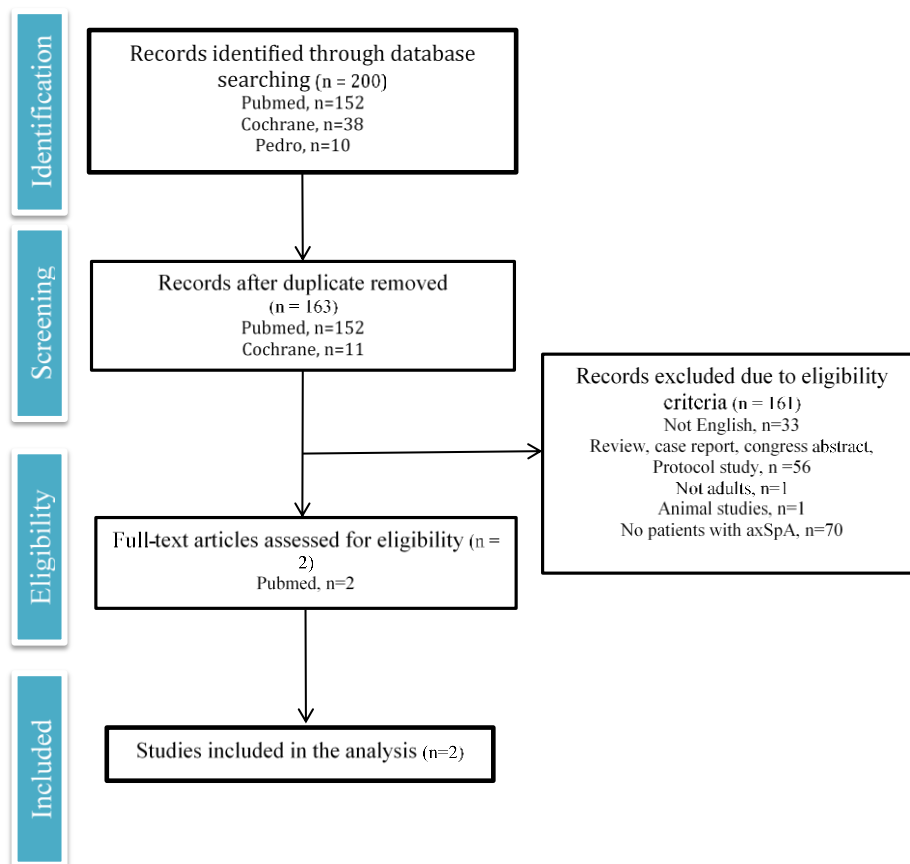 Identification
Records identified through database
searching (n = 200)
Pubmed, n=152
Cochrane, n=38
Pedro, n=10
Screening
Records after duplicate removed
(n = 163)
Pubmed, n=152
Cochrane, n=11
Records excluded due to eligibility
criteria (n = 161)
Not English, n=33
Review, case report, congress abstract,
Protocol study, n =56
Not adults, n=1
Animal studies, n=1
No patients with axSpA, n=70
Eligibility
Full-text articles assessed for eligibility (n =
2)
Pubmed, n=2
Included
Studies included in the analysis (n=2)